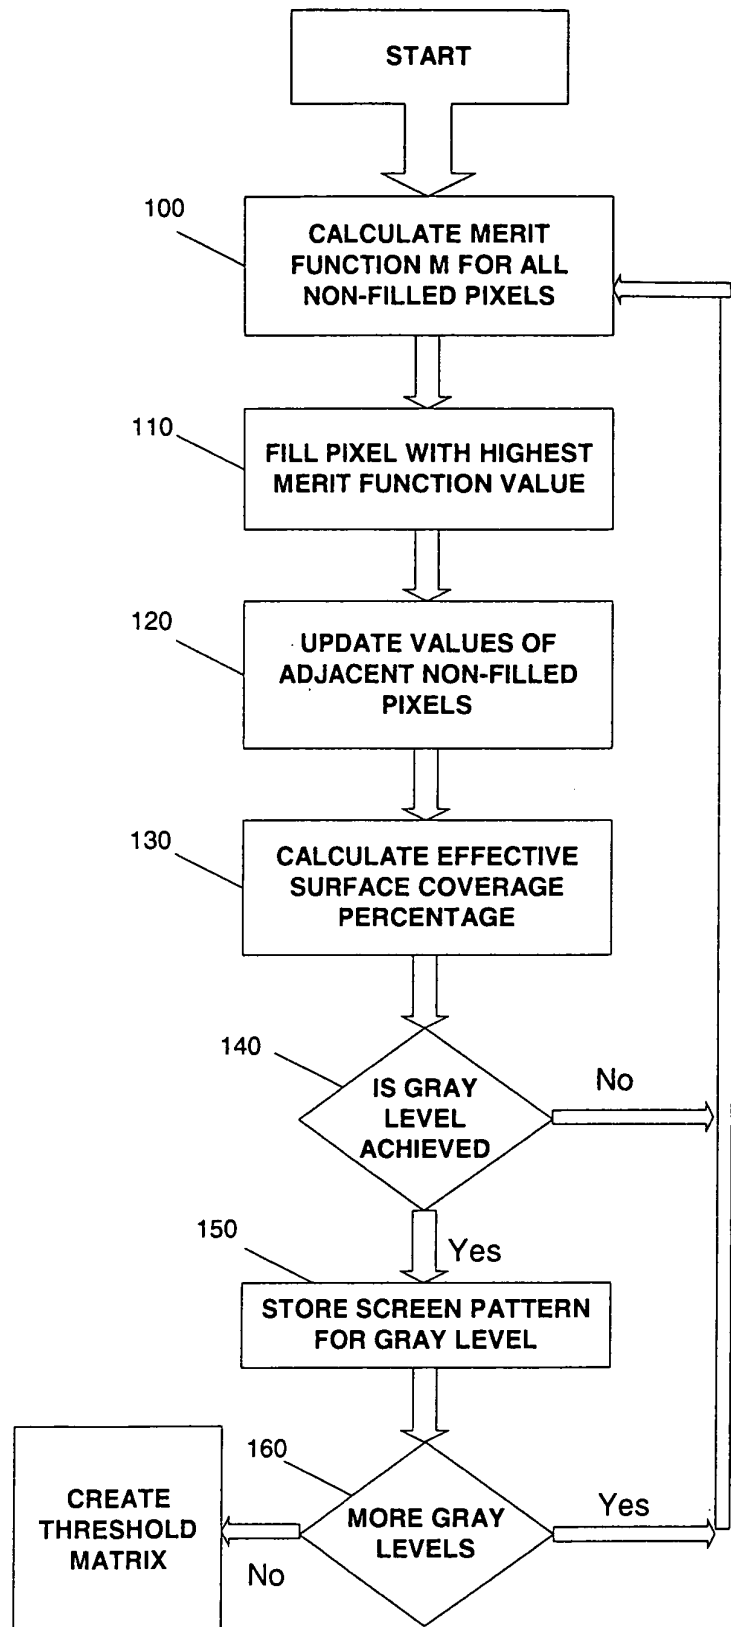 START
100
CALCULATE MERIT
FUNCTION M FOR ALL
NON-FILLED PIXELS
110
FILL PIXEL WITH HIGHEST
MERIT FUNCTION VALUE
120
UPDATE VALUES OF
ADJACENT NON-FILLED
PIXELS
130
CALCULATE EFFECTIVE
SURFACE COVERAGE
PERCENTAGE
140
IS GRAY
LEVEL
ACHIEVED
No
Yes
150
STORE SCREEN PATTERN
FOR GRAY LEVEL
160
MORE GRAY
LEVELS
Yes
No
CREATE
THRESHOLD
MATRIX